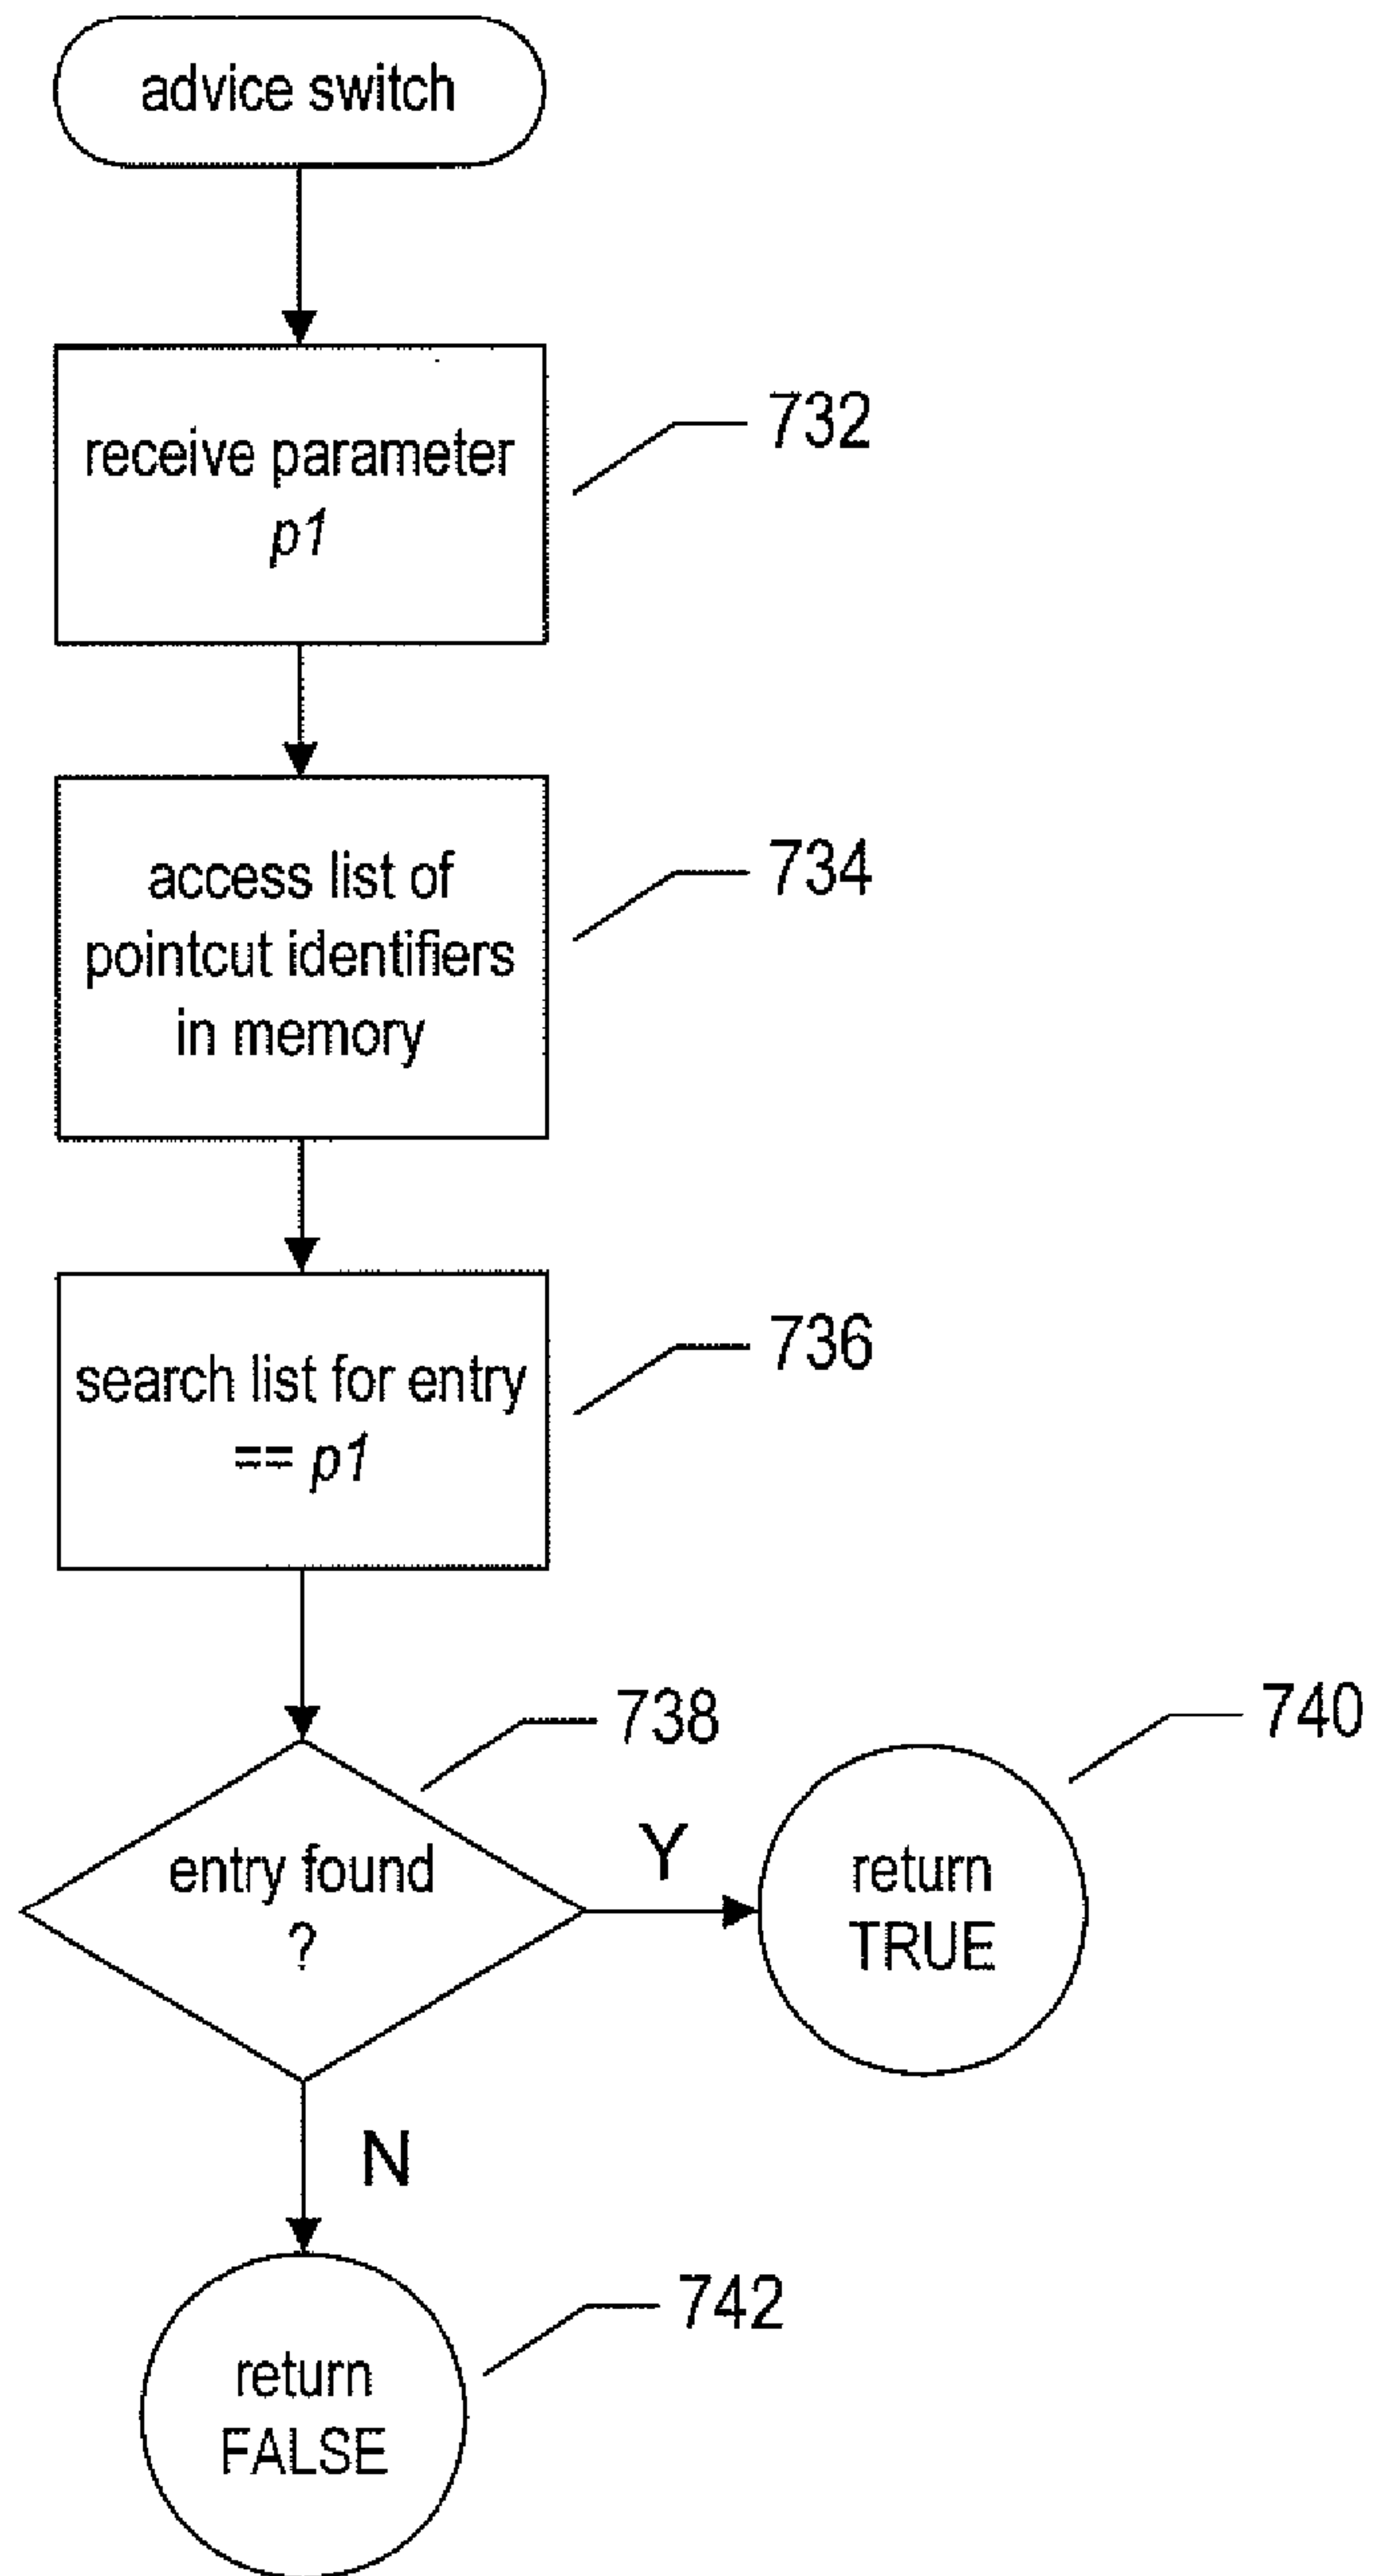 advice switch
receive parameter
p1
732
access list of
pointcut identifiers
in memory
734
search list for entry
== p1
736
entry found
?
738
Y
return
TRUE
740
N
return
FALSE
742